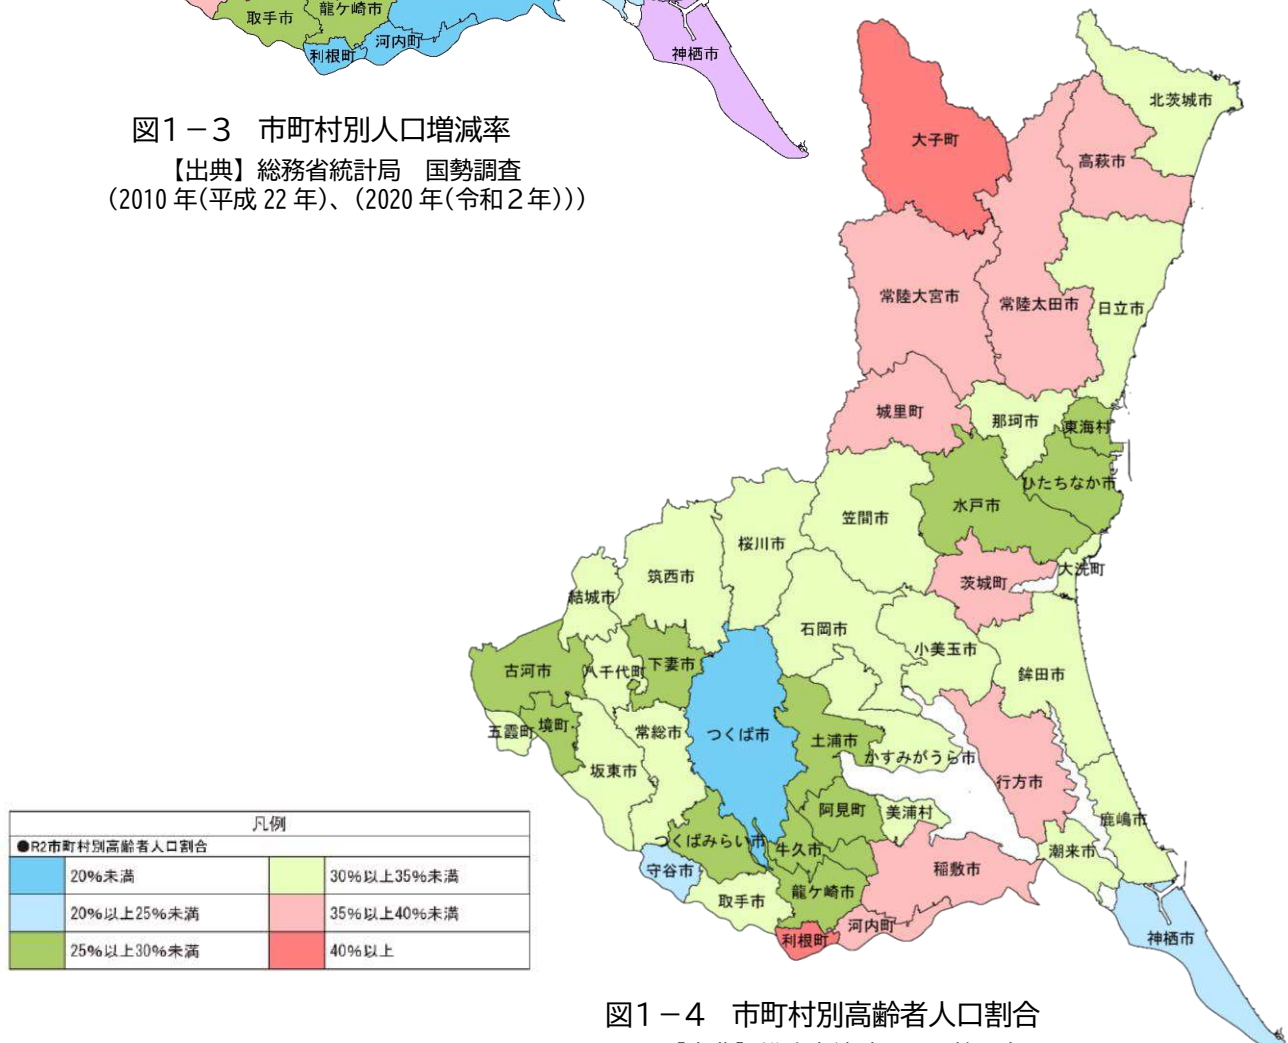 取手市
龍ケ崎市
利根町
河内町
神栖市
図1-3 市町村別人口増減率
【出典】総務省統計局 国勢調査
(2010年(平成22年)、(2020年(令和2年)))
北茨城市
大子町
高萩市
常陸大宮市
常陸太田市
日立市
城里町
那珂市
東海村
ひたちなか市
水戸市
笠間市
桜川市
筑西市
茨城町
大洗町
結城市
石岡市
小美玉市
鉾田市
古河市
八千代町
下妻市
五霞町
境町
常総市
つくば市
土浦市
かすみがうら市
坂東市
行方市
阿見町
美浦村
鹿嶋市
つくばみらい市
牛久市
潮来市
守谷市
稲敷市
取手市
龍ケ崎市
利根町
河内町
神栖市
凡例
●R2市町村別高齢者人口割合
20%未満
30%以上35%未満
20%以上25%未満
35%以上40%未満
25%以上30%未満
40%以上
図1-4 市町村別高齢者人口割合